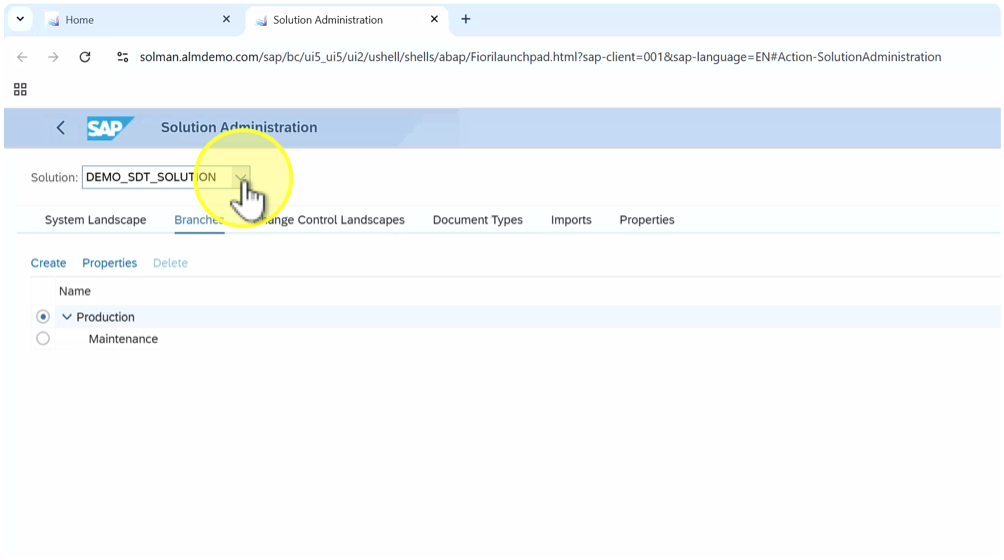 Home
Solution Administration
solman.almdemo.com/sap/bc/ui5_ui5/ui2/ushell/shells/abap/Fiorilaunchpad.html?sap-client=001&sap-language=EN#Action-SolutionAdministration
SAP Solution Administration
Solution: DEMO_SDT_SOLUTION
System Landscape Branches Change Control Landscapes Document Types Imports Properties
Create Properties Delete
Name
Production
Maintenance